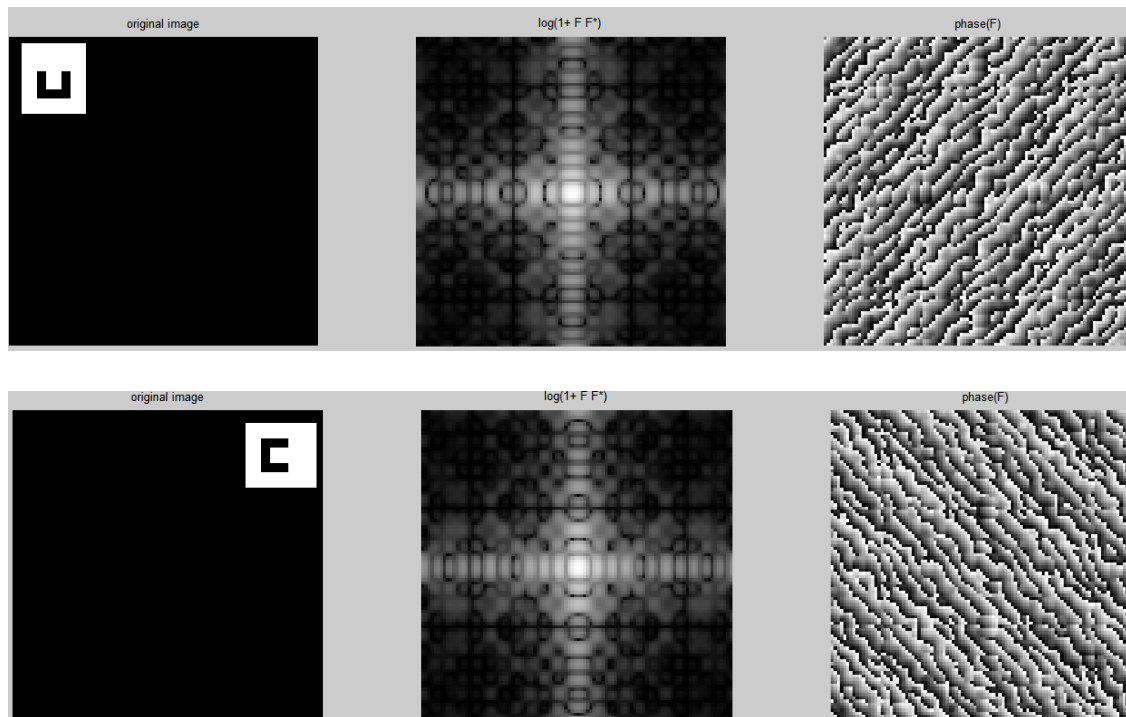 original image
log(1+ F F*)
phase(F)
original image
log(1+ F F*)
phase(F)